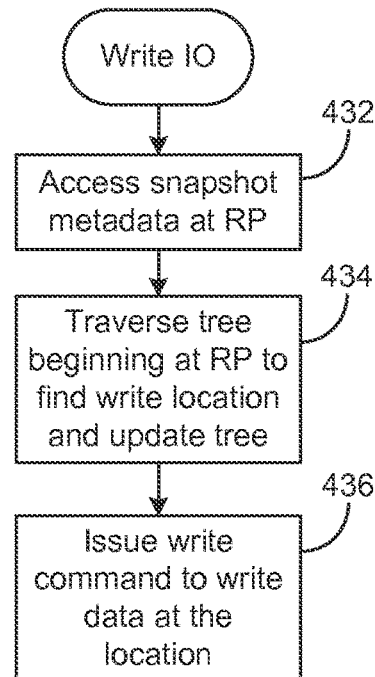 Write IO
432
Access snapshot
metadata at RP
434
Traverse tree
beginning at RP to
find write location
and update tree
436
Issue write
command to write
data at the
location